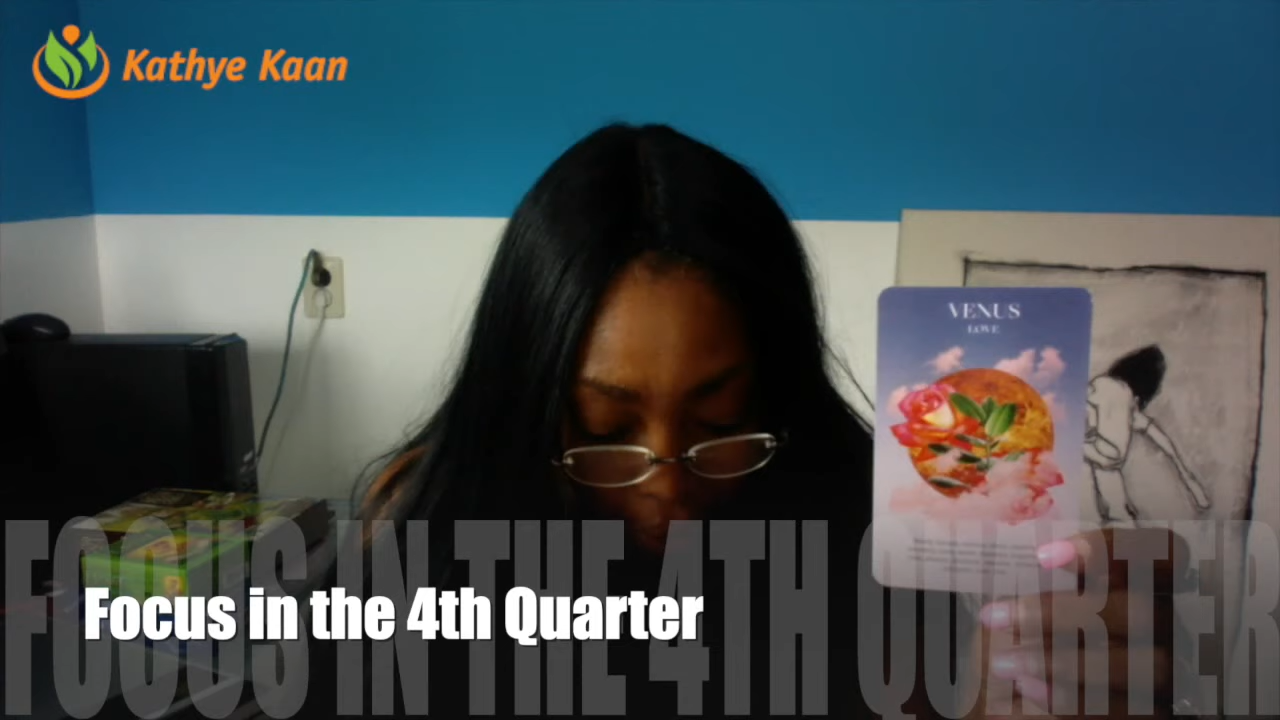 Kathye Kaan
VENUS
LOVE
FOCUS IN THE 4TH QUARTER
Focus in the 4th Quarter